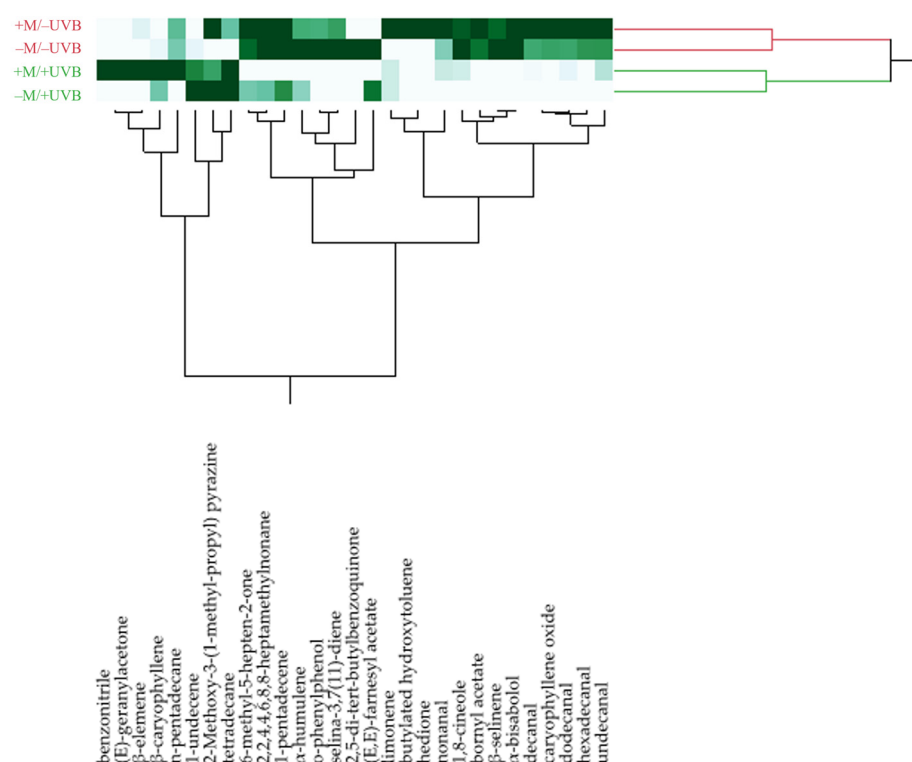 +M/–UVB
–M/–UVB
+M/+UVB
–M/+UVB
benzonitrile
(E)-geranylacetone
β-elemene
β-caryophyllene
n-pentadecane
1-undecene
2-Methoxy-3-(1-methyl-propyl) pyrazine
tetradecane
6-methyl-5-hepten-2-one
2,2,4,4,6,8,8-heptamethylnonane
1-pentadecene
α-humulene
o-phenylphenol
selina-3,7(11)-diene
2,5-di-tert-butylbenzoquinone
(E,E)-farnesyl acetate
limonene
butylated hydroxytoluene
hedione
nonanal
1,8-cineole
bornyl acetate
β-selinene
α-bisabolol
decanal
caryophyllene oxide
dodecanal
hexadecanal
undecanal